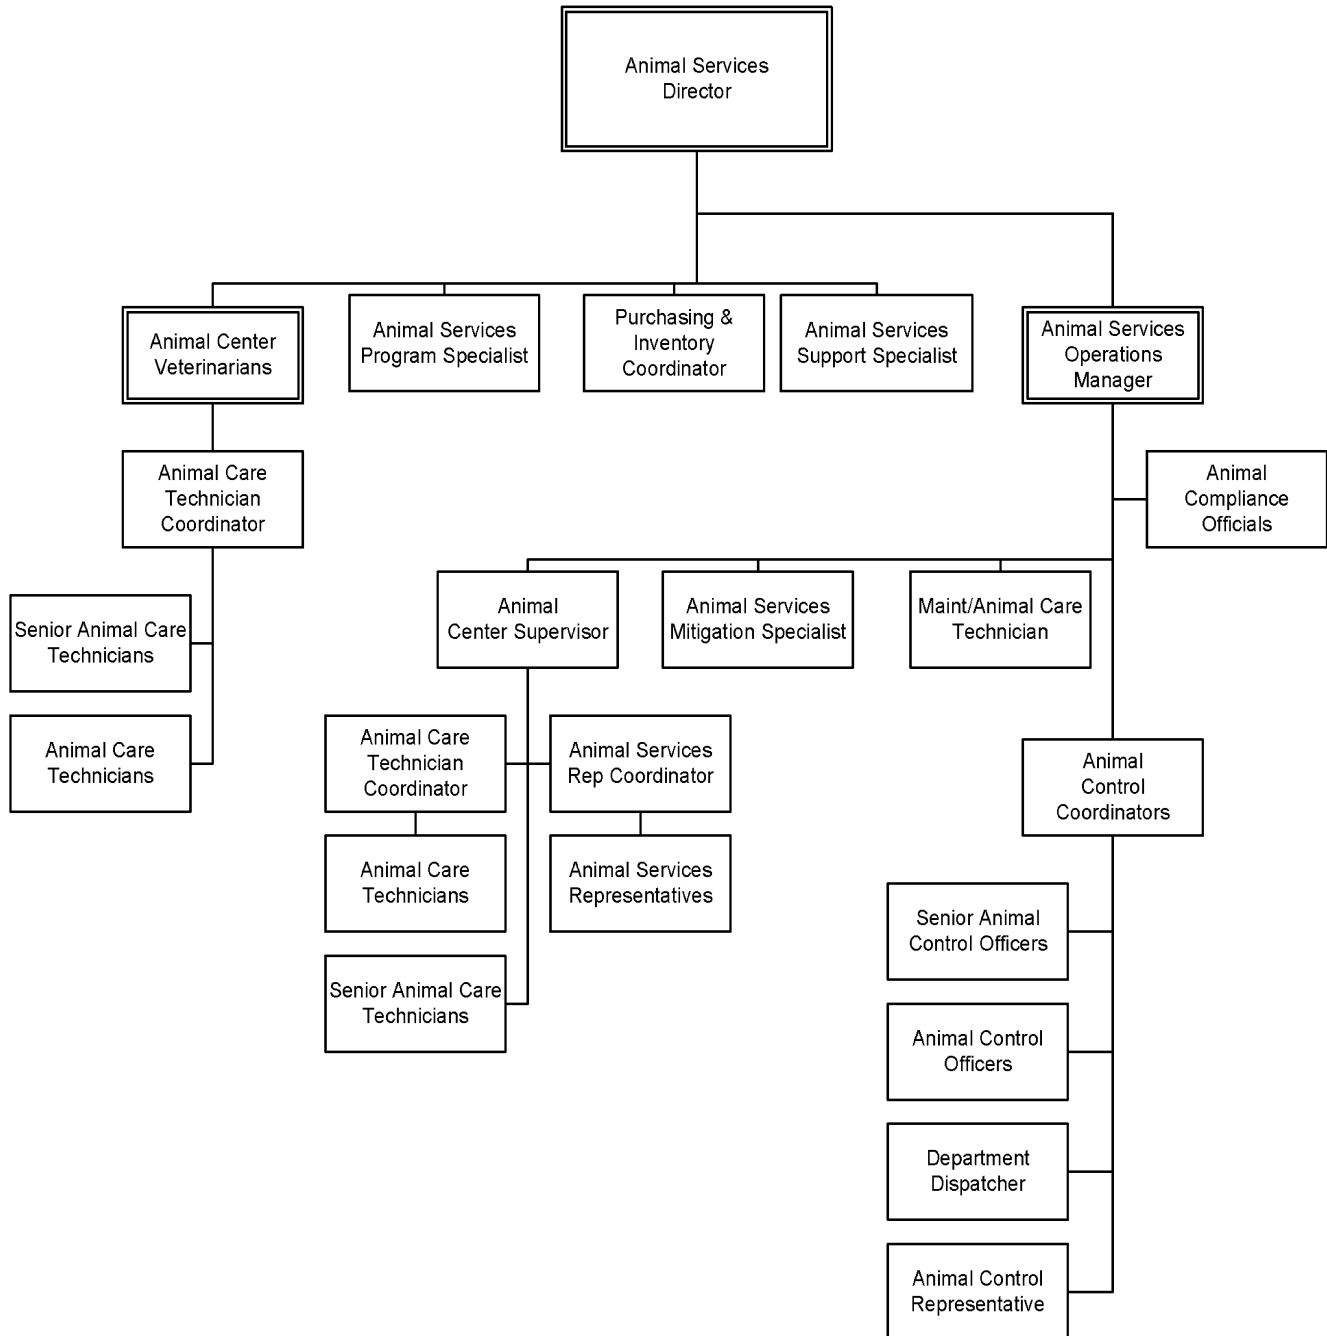 Animal Services
Director
Animal Center
Veterinarians
Animal Services
Program Specialist
Purchasing &
Inventory
Coordinator
Animal Services
Support Specialist
Animal Services
Operations
Manager
Animal Care
Technician
Coordinator
Animal
Compliance
Officials
Senior Animal Care
Technicians
Animal
Center Supervisor
Animal Services
Mitigation Specialist
Maint/Animal Care
Technician
Animal Care
Technicians
Animal Care
Technician
Coordinator
Animal Services
Rep Coordinator
Animal
Control
Coordinators
Animal Care
Technicians
Animal Services
Representatives
Senior Animal
Control Officers
Senior Animal Care
Technicians
Animal Control
Officers
Department
Dispatcher
Animal Control
Representative